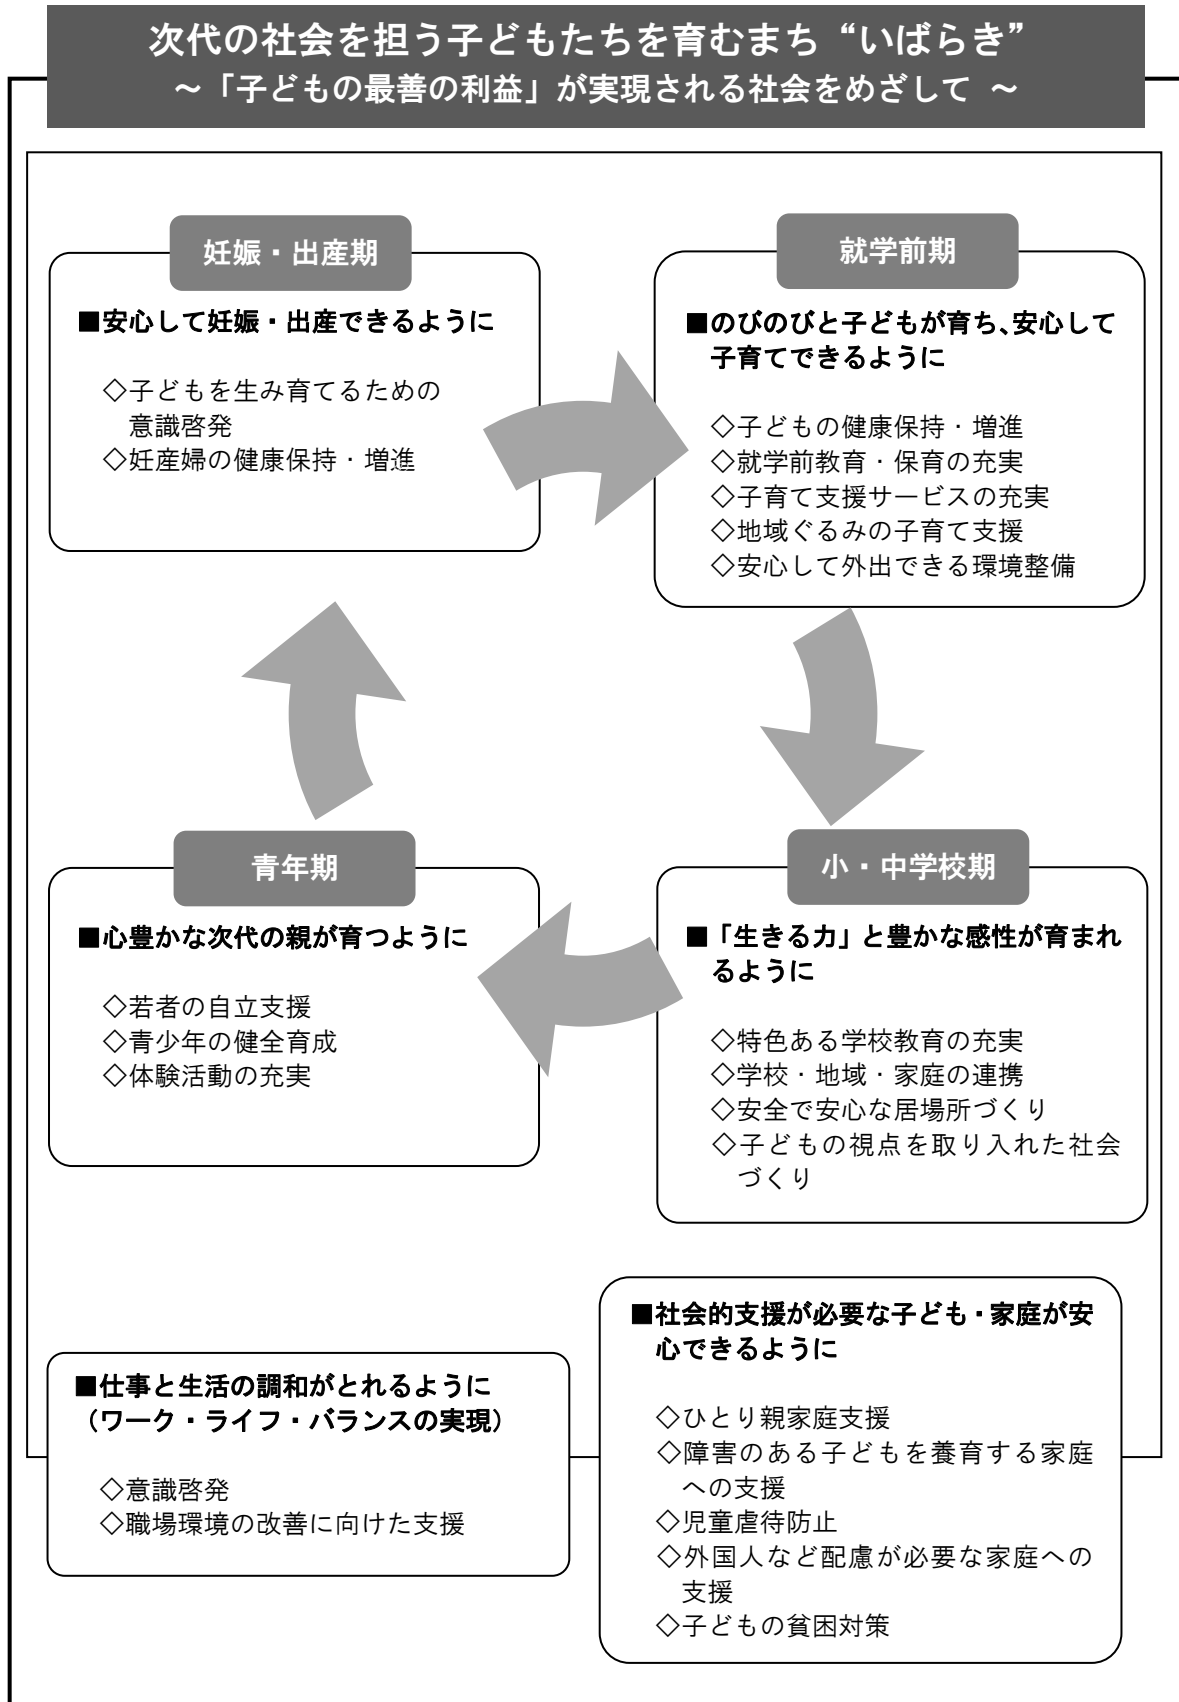 次代の社会を担う子どもたちを育むまち“いばらき”
～「子どもの最善の利益」が実現される社会をめざして ～
妊娠・出産期
■安心して妊娠・出産できるように
◇子どもを生み育てるための
意識啓発
◇妊産婦の健康保持・増進
就学前期
■のびのびと子どもが育ち、安心して
子育てできるように
◇子どもの健康保持・増進
◇就学前教育・保育の充実
◇子育て支援サービスの充実
◇地域ぐるみの子育て支援
◇安心して外出できる環境整備
青年期
■心豊かな次代の親が育つように
◇若者の自立支援
◇青少年の健全育成
◇体験活動の充実
小・中学校期
■「生きる力」と豊かな感性が育まれ
るように
◇特色ある学校教育の充実
◇学校・地域・家庭の連携
◇安全で安心な居場所づくり
◇子どもの視点を取り入れた社会
づくり
■仕事と生活の調和がとれるように
（ワーク・ライフ・バランスの実現）
◇意識啓発
◇職場環境の改善に向けた支援
■社会的支援が必要な子ども・家庭が安
心できるように
◇ひとり親家庭支援
◇障害のある子どもを養育する家庭
への支援
◇児童虐待防止
◇外国人など配慮が必要な家庭への
支援
◇子どもの貧困対策